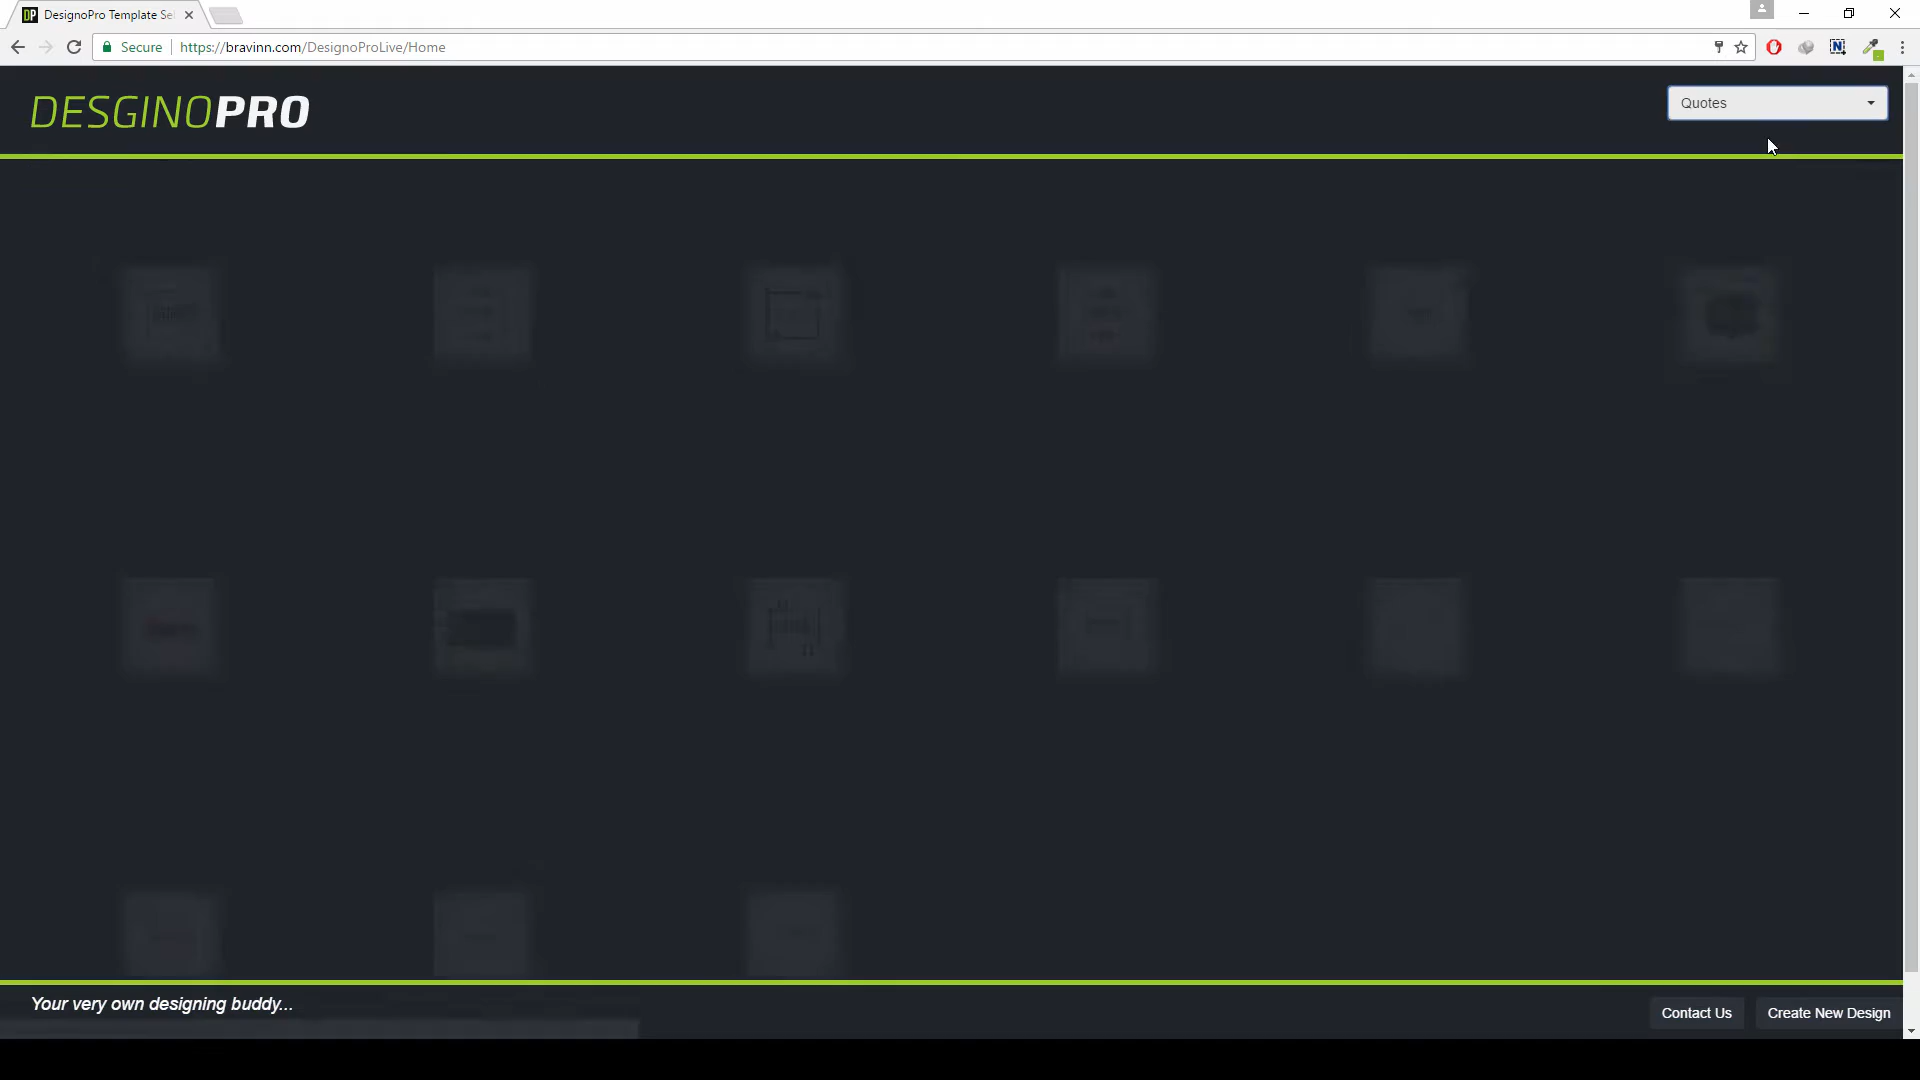 DP DesignoPro Template Se
Secure https://bravinn.com/DesignoProLive/Home
DESGINOPRO
Quotes
Your very own designing buddy...
Contact Us
Create New Design